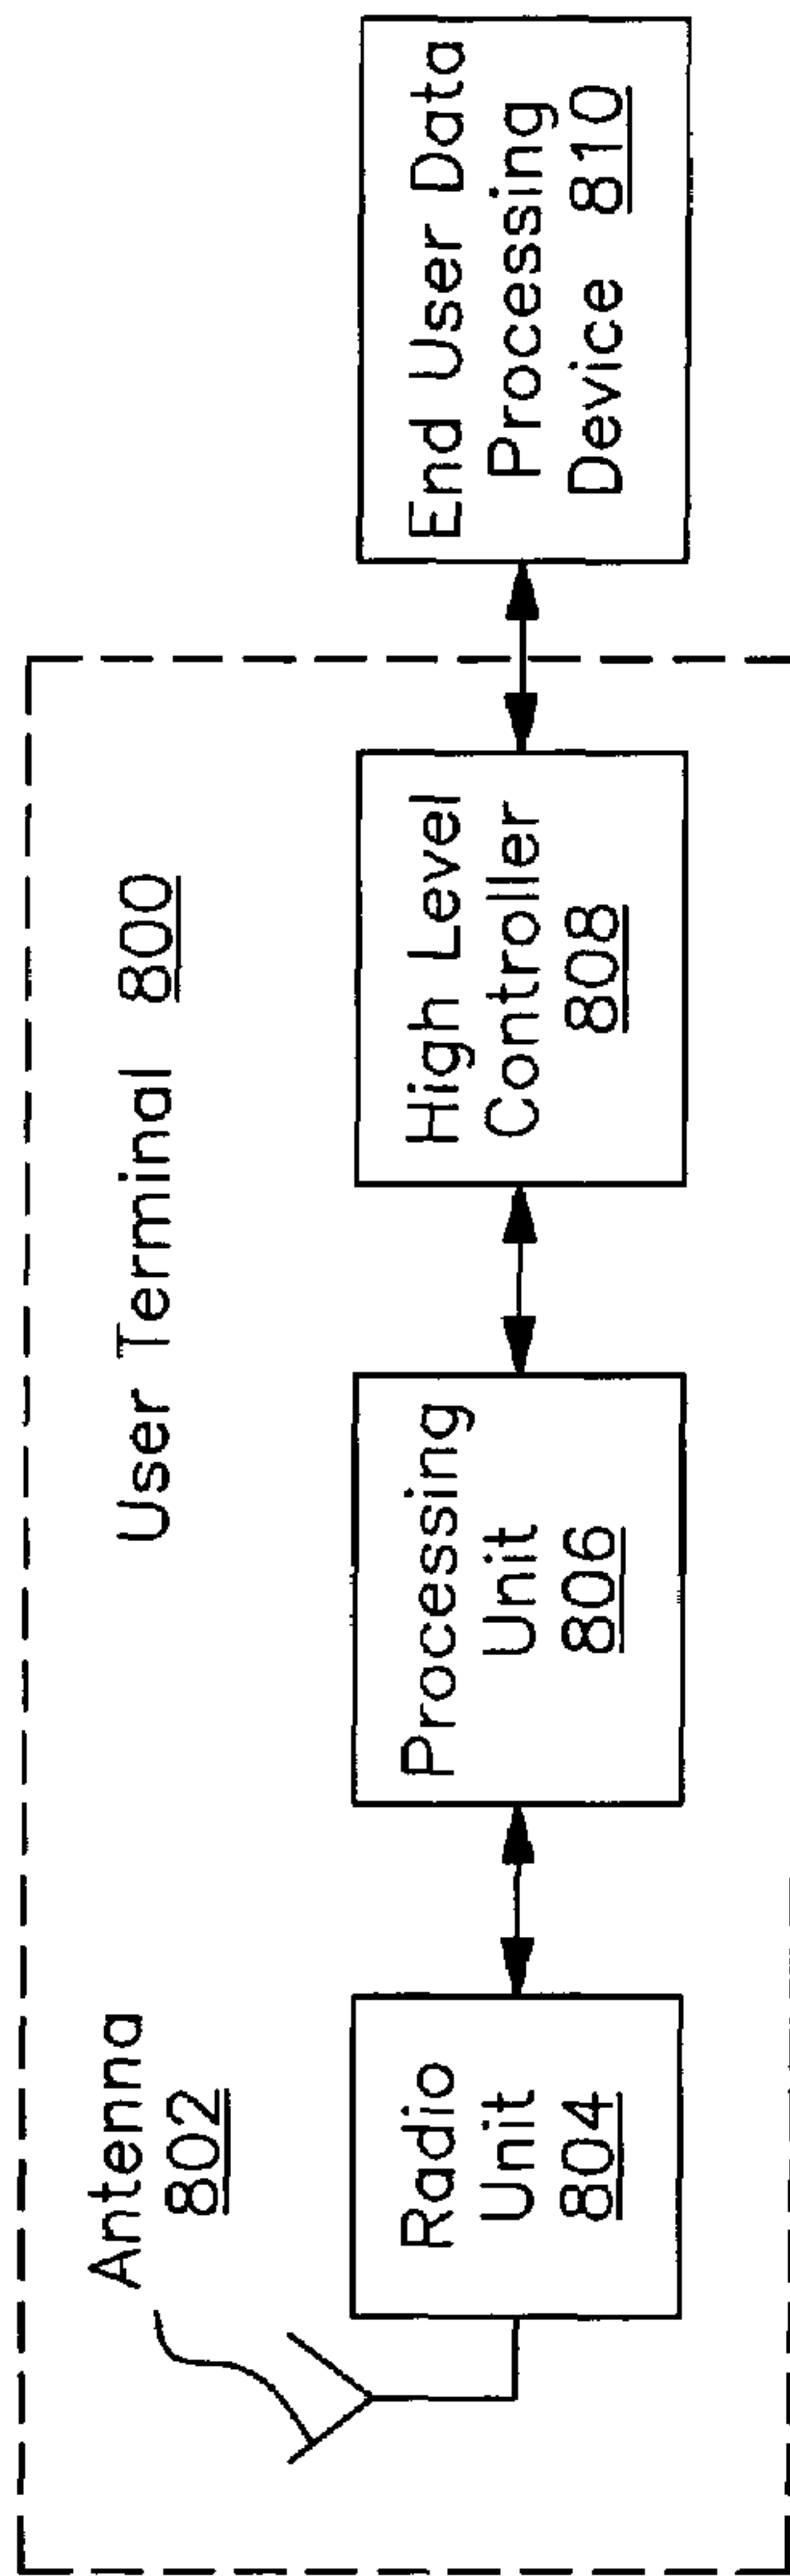 User Terminal 800
Antenna
802
Radio
Unit
804
Processing
Unit
806
High Level
Controller
808
End User Data
Processing
Device 810